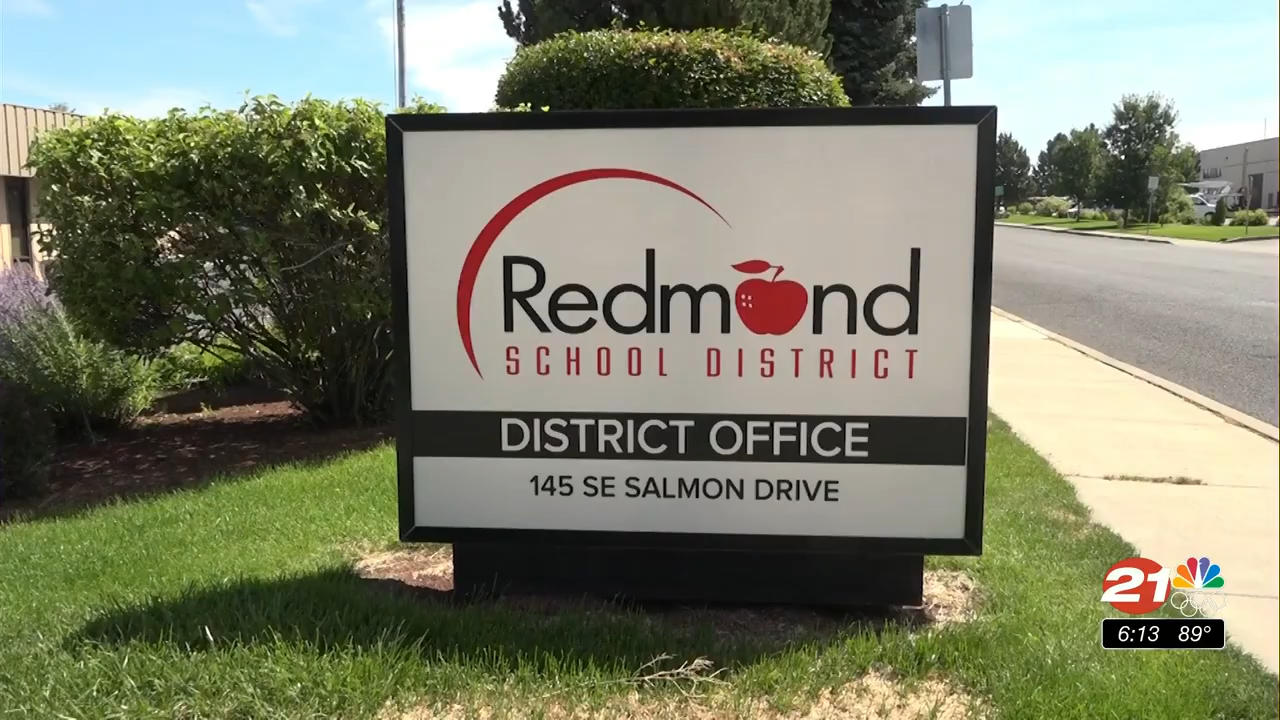 Redmond
SCHOOL DISTRICT
DISTRICT OFFICE
145 SE SALMON DRIVE
21
6:13 89°